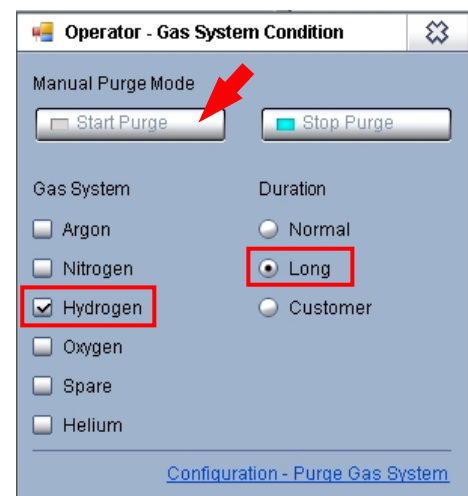 Operator - Gas System Condition
Manual Purge Mode
Start Purge Stop Purge
Gas System Duration
Argon Normal
Nitrogen Long
Hydrogen Customer
Oxygen
Spare
Helium
Configuration - Purge Gas System